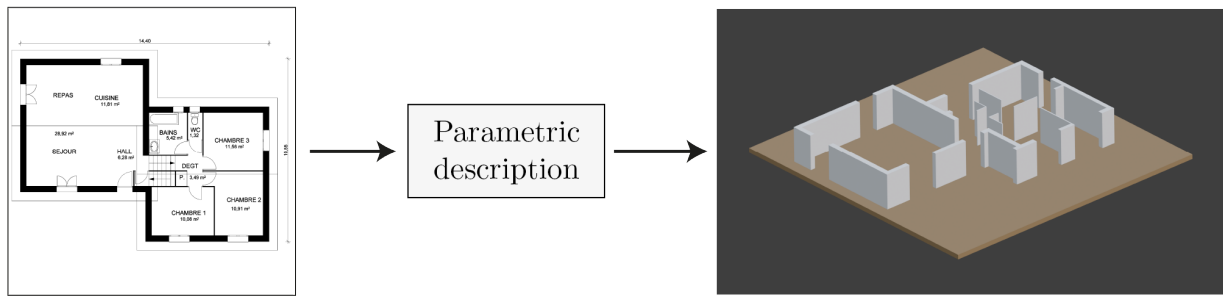 14,40
REPAS
CUISINE
11,81 m²
28,92 m²
SEJOUR
HALL
6,28 m²
BAINS
5,42 m²
WC
1,32
CHAMBRE 3
11,56 m²
DEGT
P.
3,49 m²
CHAMBRE 1
10,06 m²
CHAMBRE 2
10,91 m²
Parametric
description